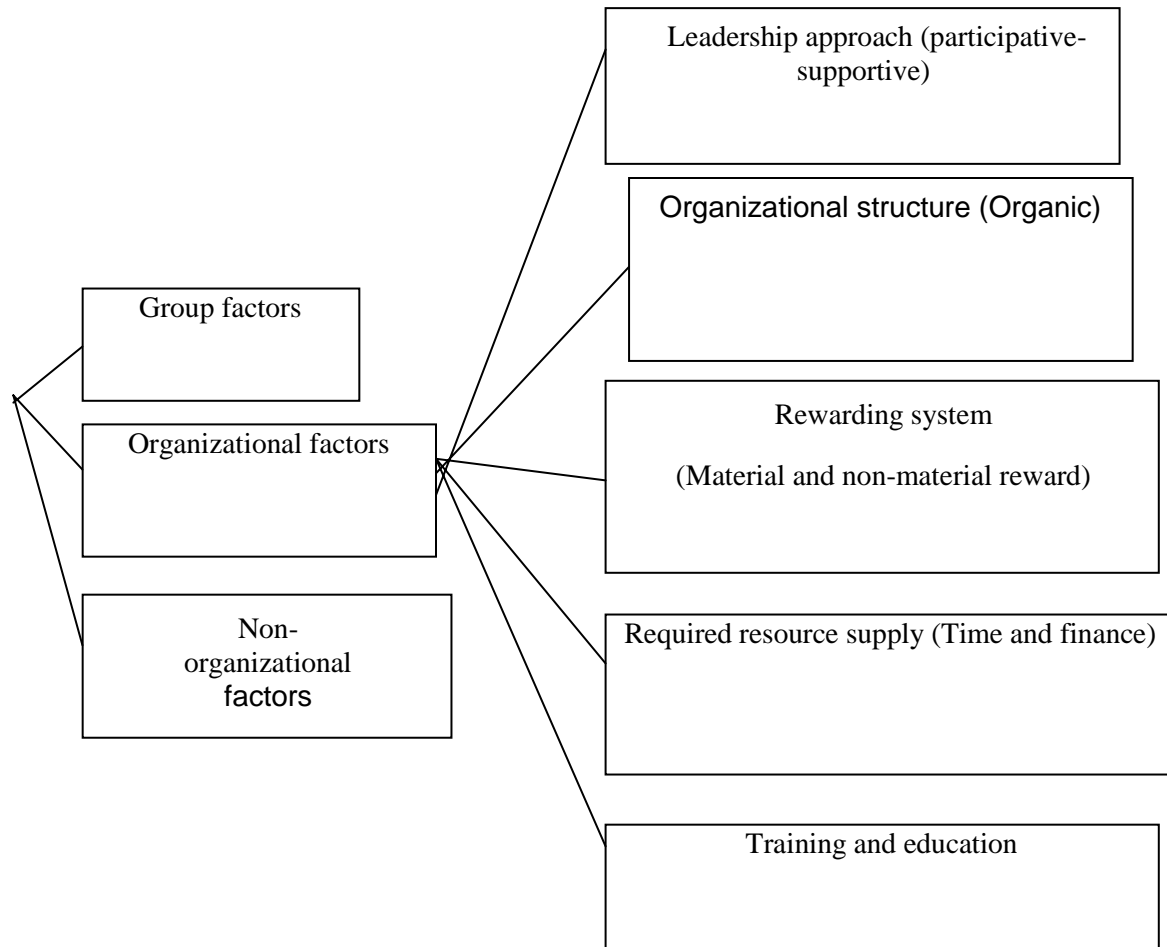 Leadership approach (participative-
supportive)
Organizational structure (Organic)
Group factors
Rewarding system
(Material and non-material reward)
Organizational factors
Non-
organizational
factors
Required resource supply (Time and finance)
Training and education